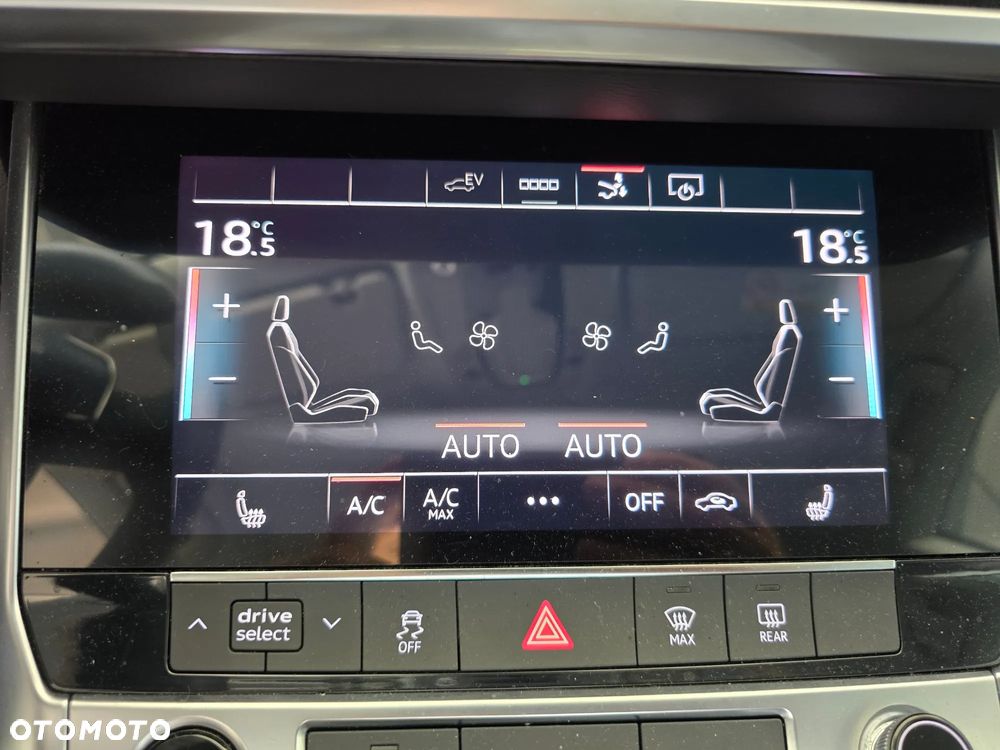 EV
18.5 °C
18.5 °C
+
+
−
−
AUTO AUTO
A/C
A/C MAX
•••
OFF
drive select
OFF
MAX
REAR
OTOMOTO